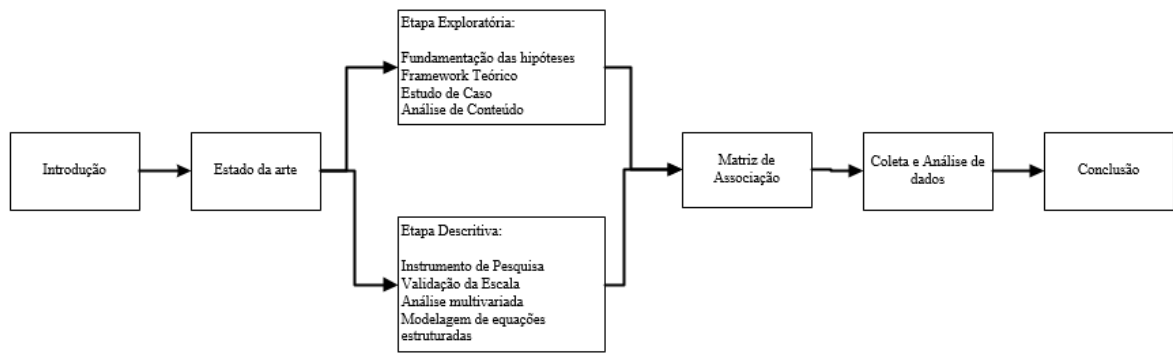 Introdução
Estado da arte
Etapa Exploratória:
Fundamentação das hipóteses
Framework Teórico
Estudo de Caso
Análise de Conteúdo
Etapa Descritiva:
Instrumento de Pesquisa
Validação da Escala
Análise multivariada
Modelagem de equações
estruturadas
Matriz de
Associação
Coleta e Análise de
dados
Conclusão